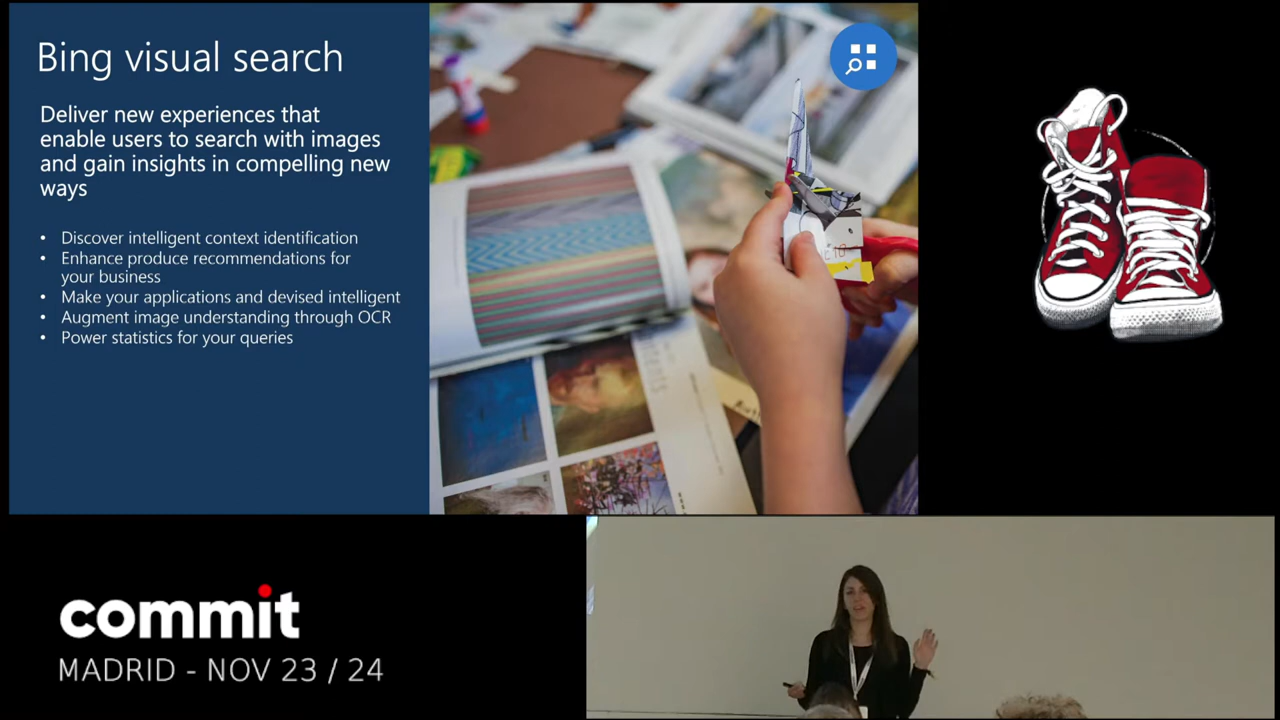 Bing visual search
Deliver new experiences that
enable users to search with images
and gain insights in compelling new
ways
• Discover intelligent context identification
• Enhance produce recommendations for
your business
• Make your applications and devised intelligent
• Augment image understanding through OCR
• Power statistics for your queries
commit
MADRID - NOV 23 / 24